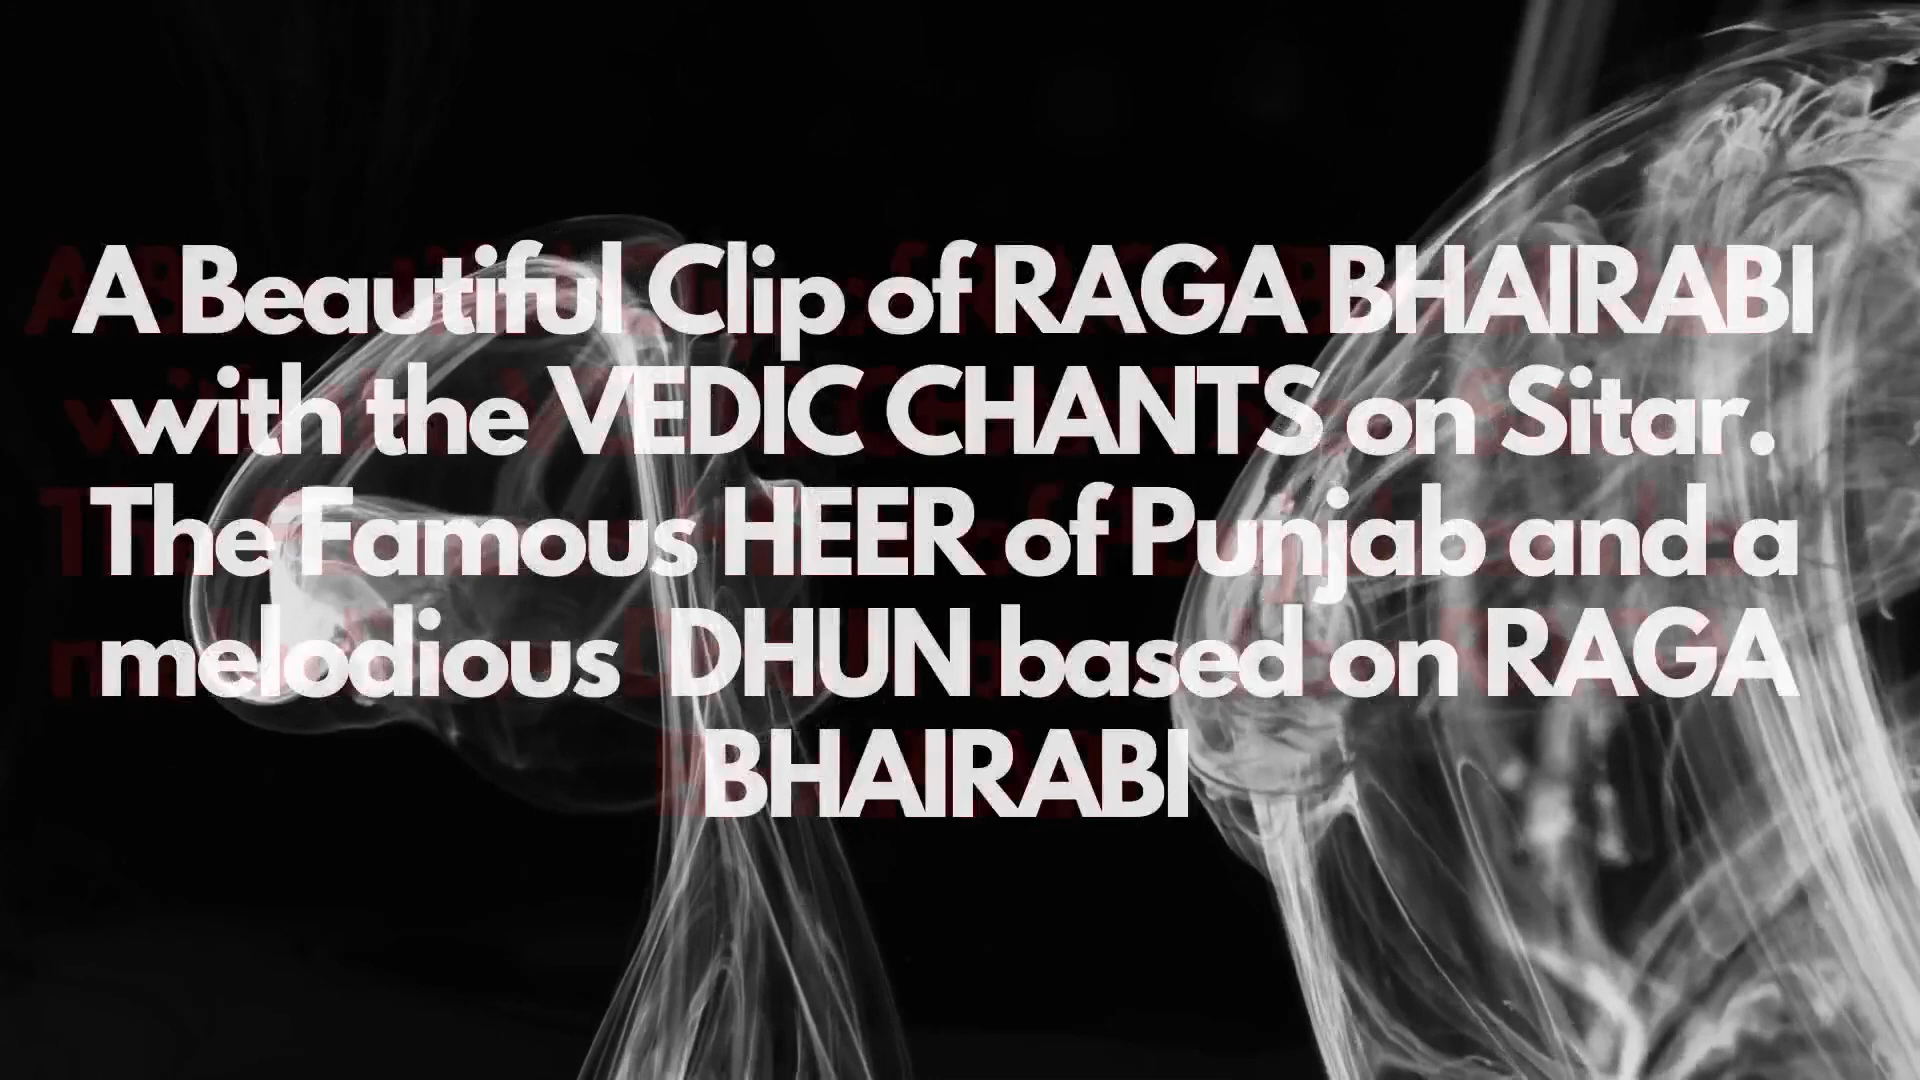 A Beautiful Clip of RAGA BHAIRABI
with the VEDIC CHANTS on Sitar.
The Famous HEER of Punjab and a
melodious DHUN based on RAGA
BHAIRABI